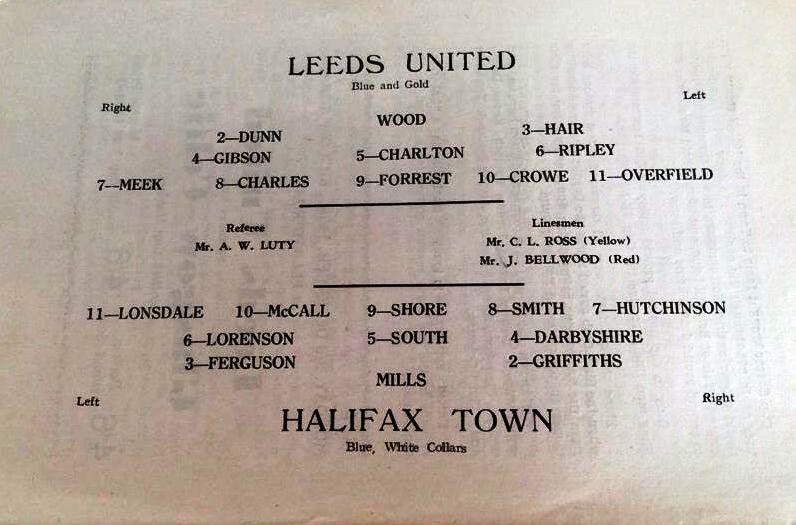 LEEDS UNITED
Blue and Gold
Right
Left
WOOD
2—DUNN 3—HAIR
4—GIBSON 5—CHARLTON 6—RIPLEY
7—MEEK 8—CHARLES 9—FORREST 10—CROWE 11—OVERFIELD
Referee Linesmen
Mr. A. W. LUTY Mr. C. L. ROSS (Yellow)
Mr. J. BELLWOOD (Red)
11—LONSDALE 10—McCALL 9—SHORE 8—SMITH 7—HUTCHINSON
6—LORENSON 5—SOUTH 4—DARBYSHIRE
3—FERGUSON 2—GRIFFITHS
MILLS
Left Right
HALIFAX TOWN
Blue, White Collars